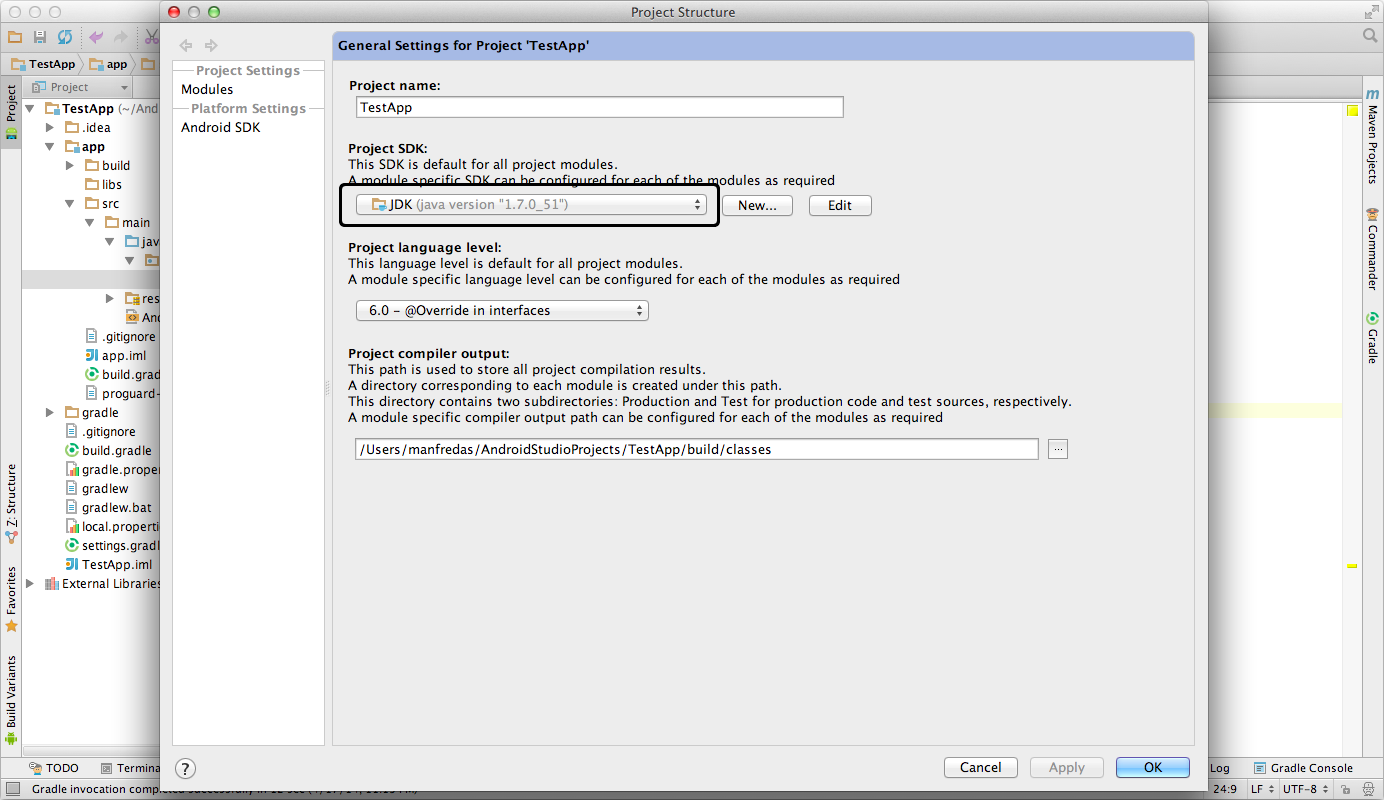 Project Structure
TestApp
app
Project
General Settings for Project 'TestApp'
Project Settings
Modules
Platform Settings
Android SDK
Project name:
TestApp
Project SDK:
This SDK is default for all project modules.
A module specific SDK can be configured for each of the modules as required
JDK (java version "1.7.0_51")
New...
Edit
Project language level:
This language level is default for all project modules.
A module specific language level can be configured for each of the modules as required
6.0 - @Override in interfaces
Project compiler output:
This path is used to store all project compilation results.
A directory corresponding to each module is created under this path.
This directory contains two subdirectories: Production and Test for production code and test sources, respectively.
A module specific compiler output path can be configured for each of the modules as required
/Users/manfredas/AndroidStudioProjects/TestApp/build/classes
...
?
Cancel
Apply
OK
Project
Z: Structure
Favorites
Build Variants
TestApp (~/And
.idea
app
build
libs
src
main
jav
res
And
.gitignore
app.iml
build.grad
proguard-
gradle
.gitignore
build.gradle
gradle.proper
gradlew
gradlew.bat
local.properti
settings.gradl
TestApp.iml
External Libraries
m
Maven Projects
Commander
Gradle
TODO
Termina
Log
Gradle Console
Gradle invocation completed successfully in 12 sec
24:9
LF
UTF-8